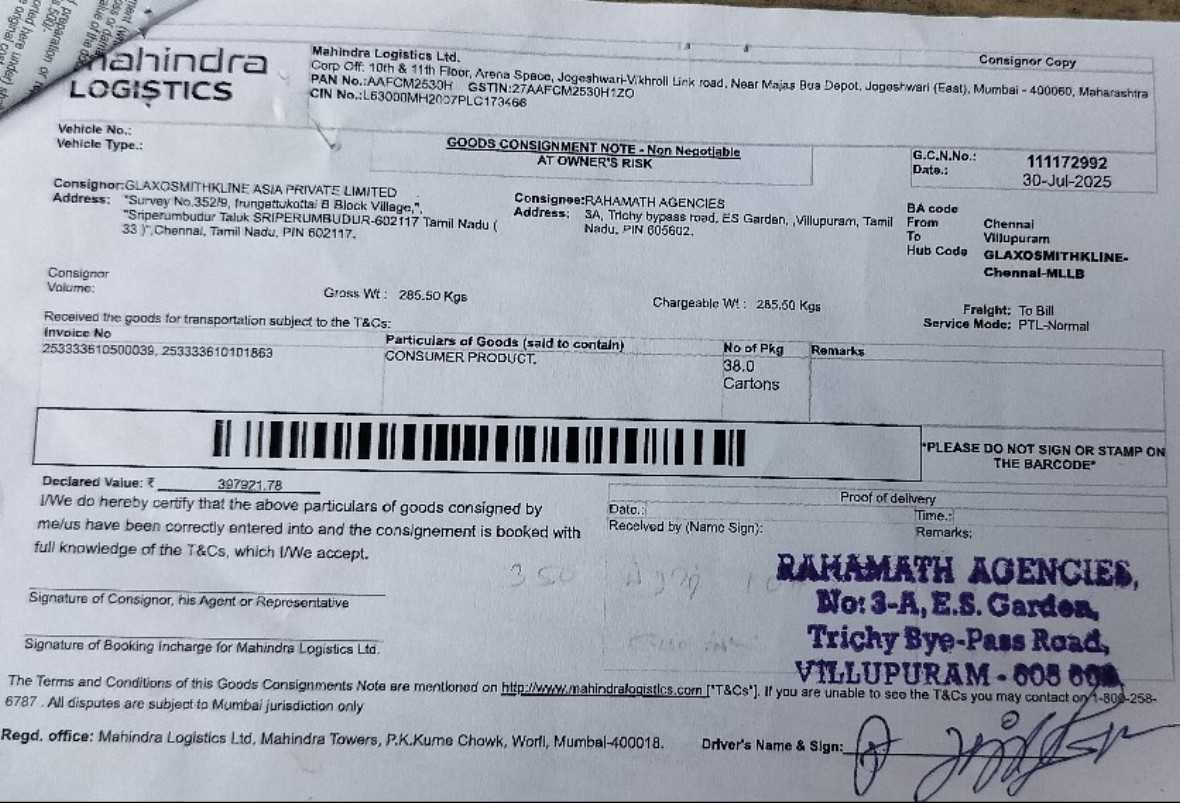 mahindra
LOGISTICS
Mahindra Logistics Ltd.
Corp Off: 10th & 11th Floor, Arena Space, Jogeshwari-Vikhroli Link road, Near Majas Bus Depot, Jogeshwari (East), Mumbai - 400060, Maharashtra
PAN No.:AAFCM2530H GSTIN:27AAFCM2530H1ZO
CIN No.:L63000MH2007PLC173466
Consignor Copy
Vehicle No.:
Vehicle Type.:
GOODS CONSIGNMENT NOTE - Non Negotiable
AT OWNER'S RISK
G.C.N.No.: 111172992
Date.: 30-Jul-2025
Consignor:GLAXOSMITHKLINE ASIA PRIVATE LIMITED
Address: "Survey No.352/9, Irungattukottai B Block Village,",
"Sriperumbudur Taluk SRIPERUMBUDUR-602117 Tamil Nadu (
33 )",Chennai, Tamil Nadu, PIN 602117.
Consignee:RAHAMATH AGENCIES
Address: 3A, Trichy bypass road, ES Garden, ,Villupuram, Tamil
Nadu, PIN 605602.
BA code
From Chennai
To Villupuram
Hub Code GLAXOSMITHKLINE-
Chennai-MLLB
Consignor
Volume:
Gross Wt : 285.50 Kgs
Chargeable Wt : 285.50 Kgs
Freight: To Bill
Service Mode: PTL-Normal
Received the goods for transportation subject to the T&Cs:
Invoice No
253333610500039, 253333610101863
Particulars of Goods (said to contain)
CONSUMER PRODUCT.
No of Pkg
38.0
Cartons
Remarks
*PLEASE DO NOT SIGN OR STAMP ON
THE BARCODE*
Declared Value: ₹ 397921.78
I/We do hereby certify that the above particulars of goods consigned by
me/us have been correctly entered into and the consignement is booked with
full knowledge of the T&Cs, which I/We accept.
Proof of delivery
Date.:
Time.:
Received by (Name Sign):
Remarks:
350
RAHAMATH AGENCIES,
No: 3-A, E.S. Garden,
Trichy Bye-Pass Road,
VILLUPURAM - 605
Signature of Consignor, his Agent or Representative
Signature of Booking Incharge for Mahindra Logistics Ltd.
The Terms and Conditions of this Goods Consignments Note are mentioned on http://www.mahindralogistics.com ["T&Cs"]. If you are unable to see the T&Cs you may contact on 1-800-258-
6787 . All disputes are subject to Mumbai jurisdiction only
Regd. office: Mahindra Logistics Ltd, Mahindra Towers, P.K.Kurne Chowk, Worli, Mumbai-400018.
Driver's Name & Sign: